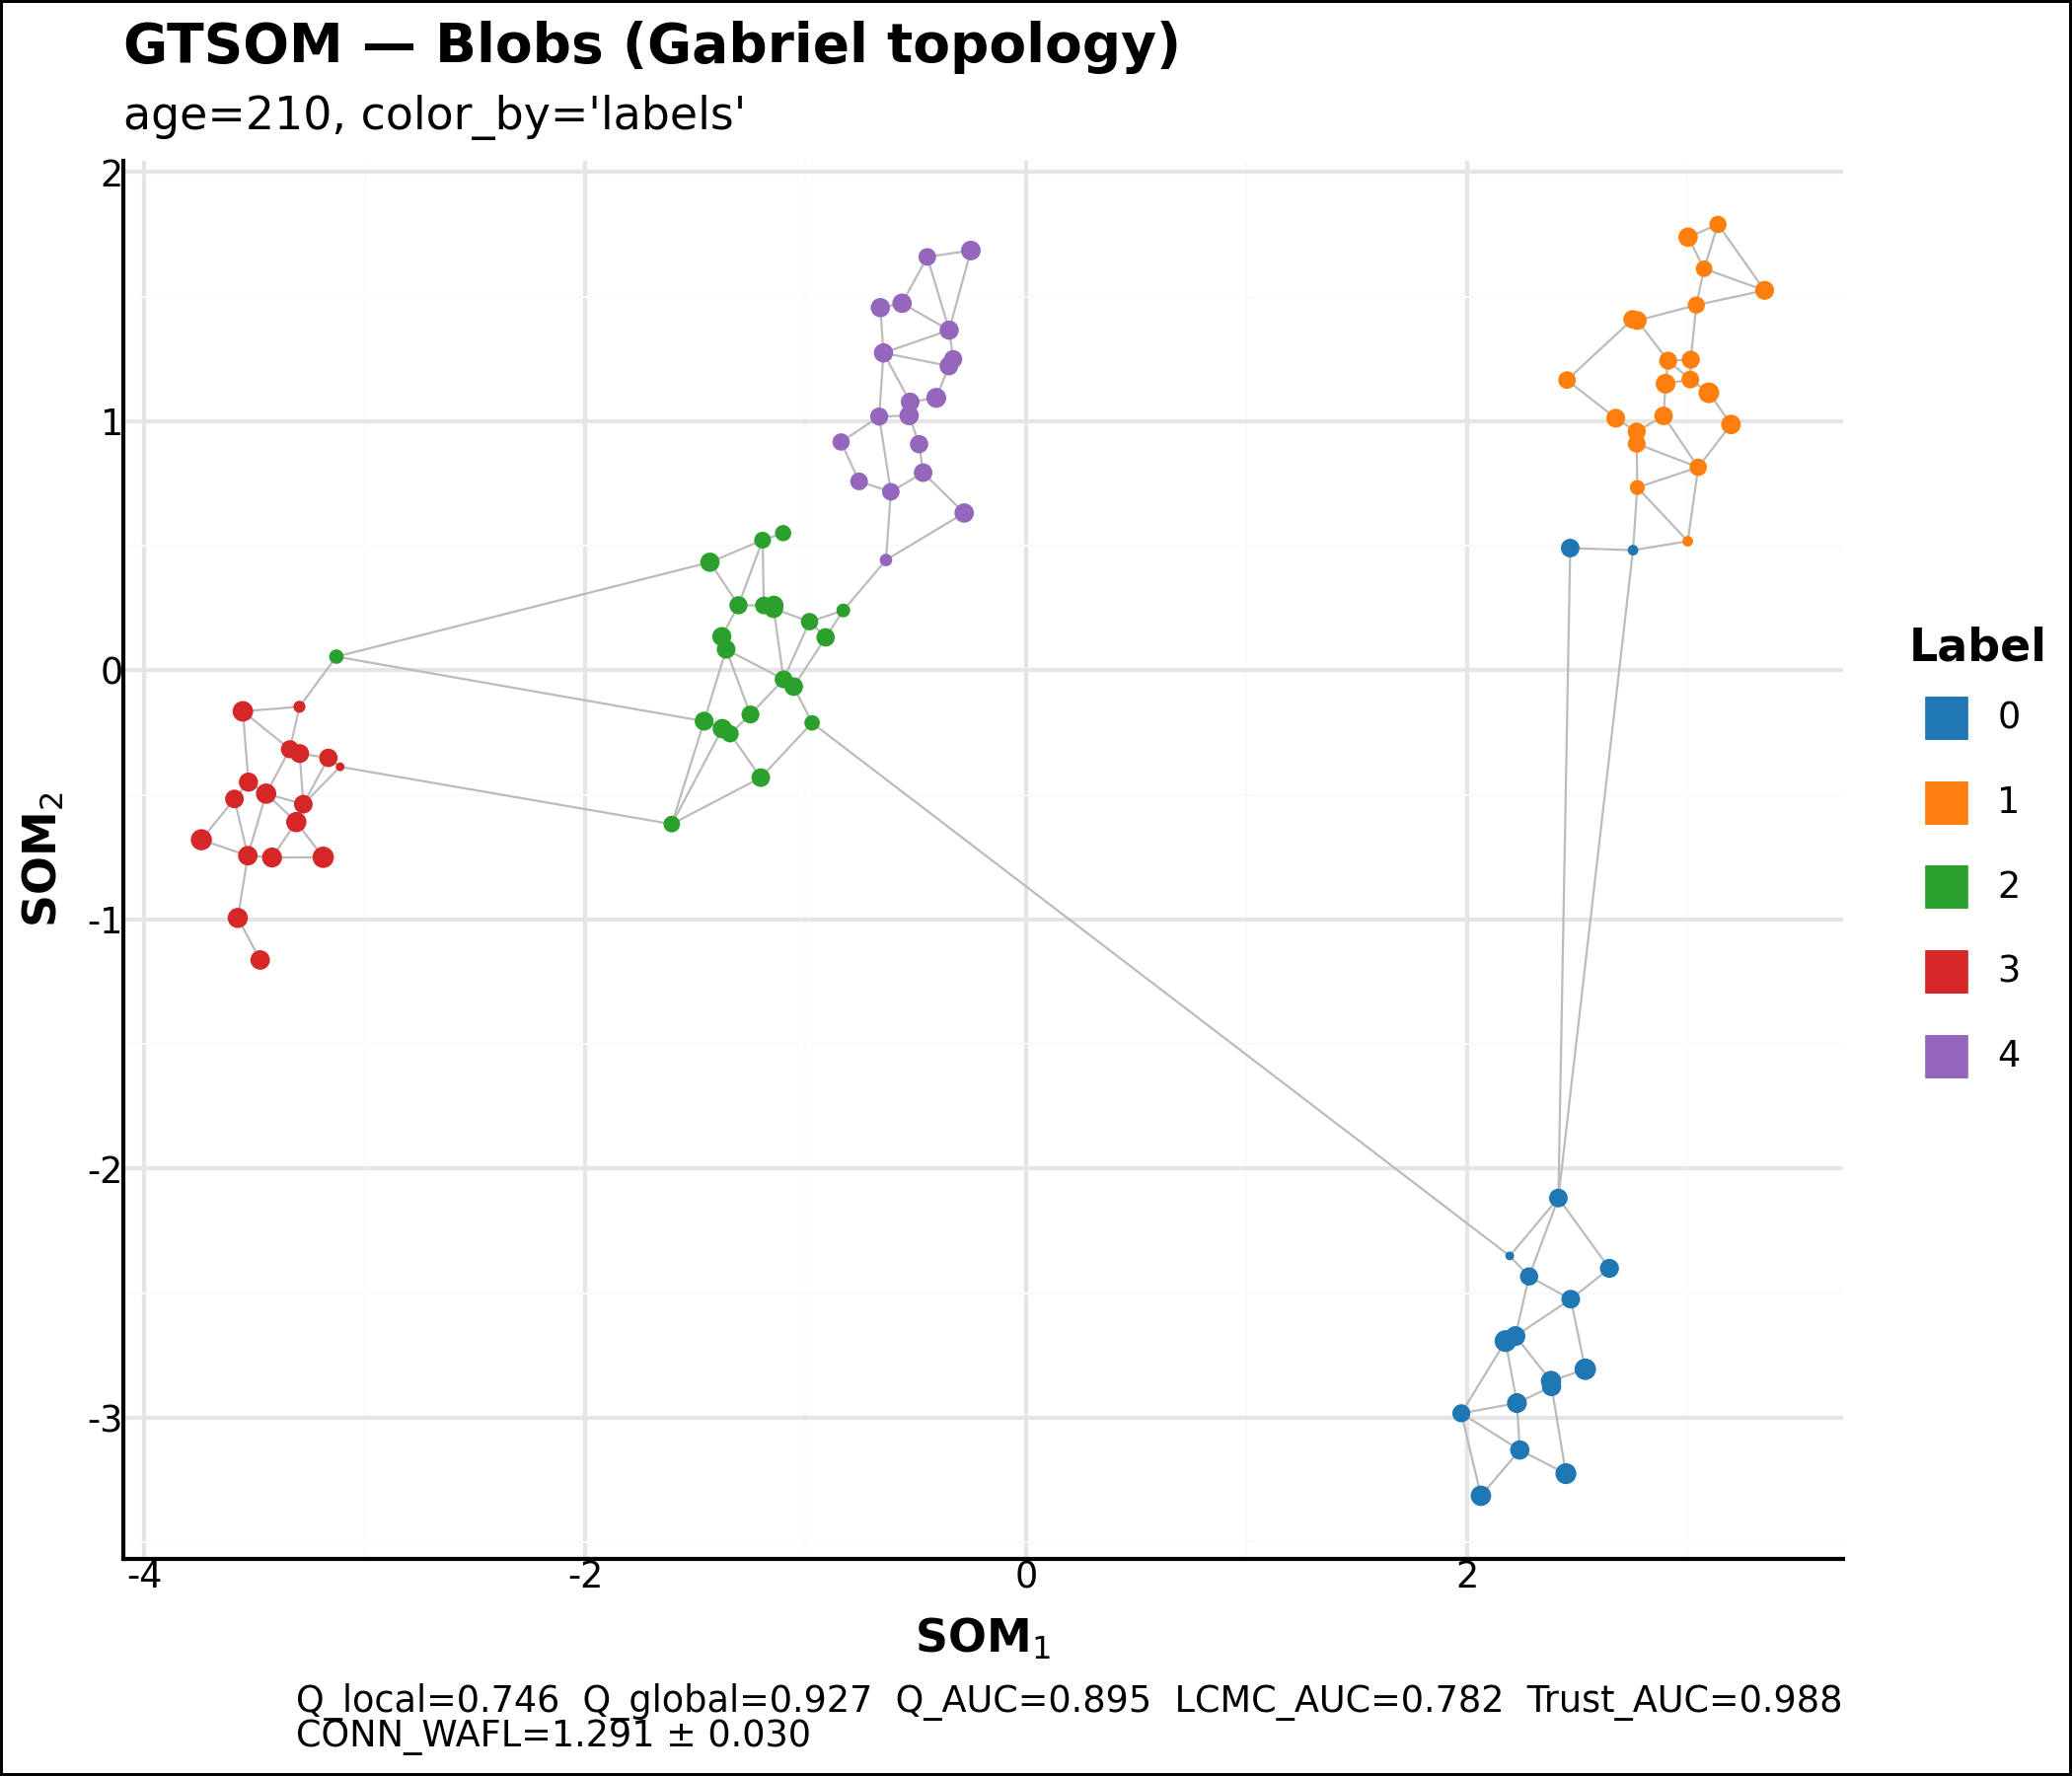 GTSOM — Blobs (Gabriel topology)
age=210, color_by='labels'
2
1
0
-1
-2
-3
SOM₂
-4
-2
0
2
SOM₁
Label
0
1
2
3
4
Q_local=0.746 Q_global=0.927 Q_AUC=0.895 LCMC_AUC=0.782 Trust_AUC=0.988
CONN_WAFL=1.291 ± 0.030